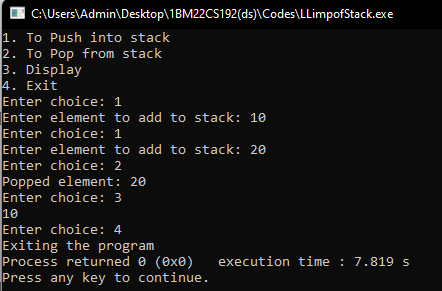 C:\Users\Admin\Desktop\1BM22CS192(ds)\Codes\LLimpofStack.exe
1. To Push into stack
2. To Pop from stack
3. Display
4. Exit
Enter choice: 1
Enter element to add to stack: 10
Enter choice: 1
Enter element to add to stack: 20
Enter choice: 2
Popped element: 20
Enter choice: 3
10
Enter choice: 4
Exiting the program
Process returned 0 (0x0)   execution time : 7.819 s
Press any key to continue.